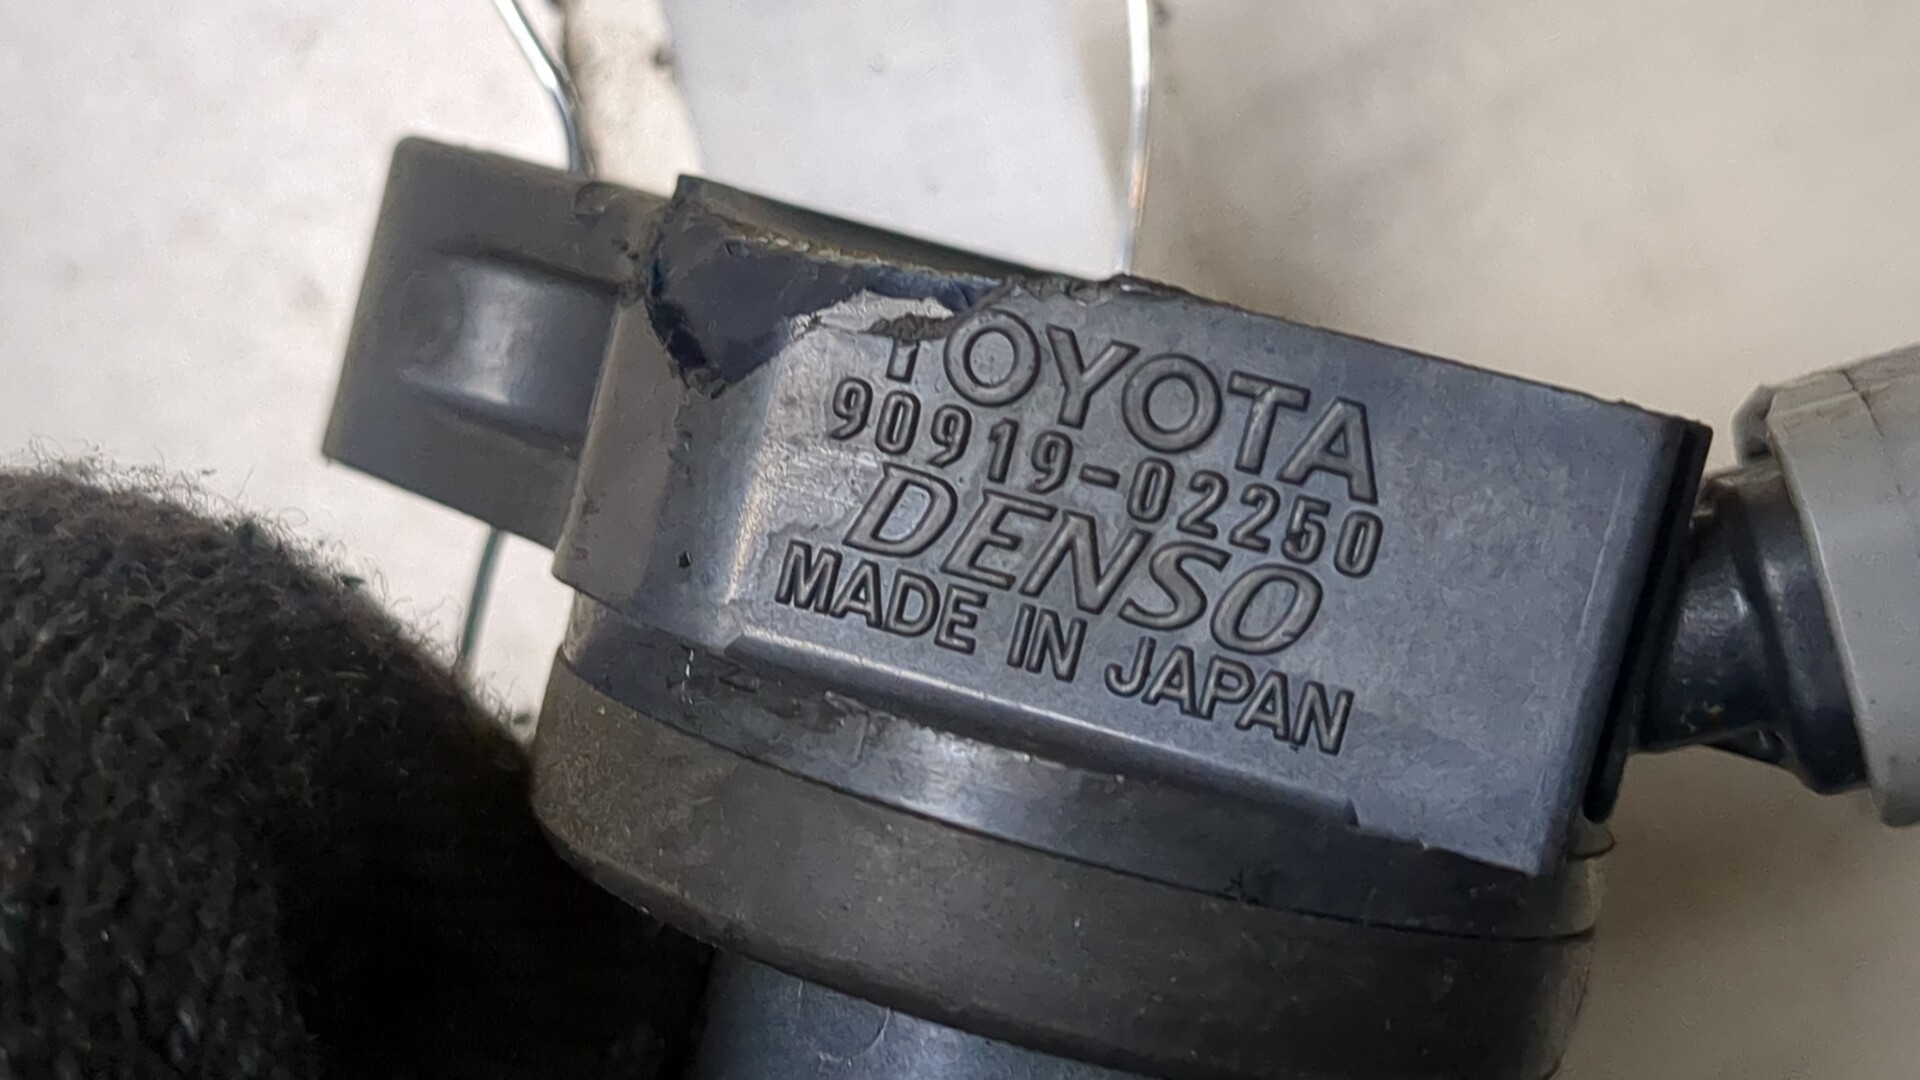 TOYOTA
90919-02250
DENSO
MADE IN JAPAN